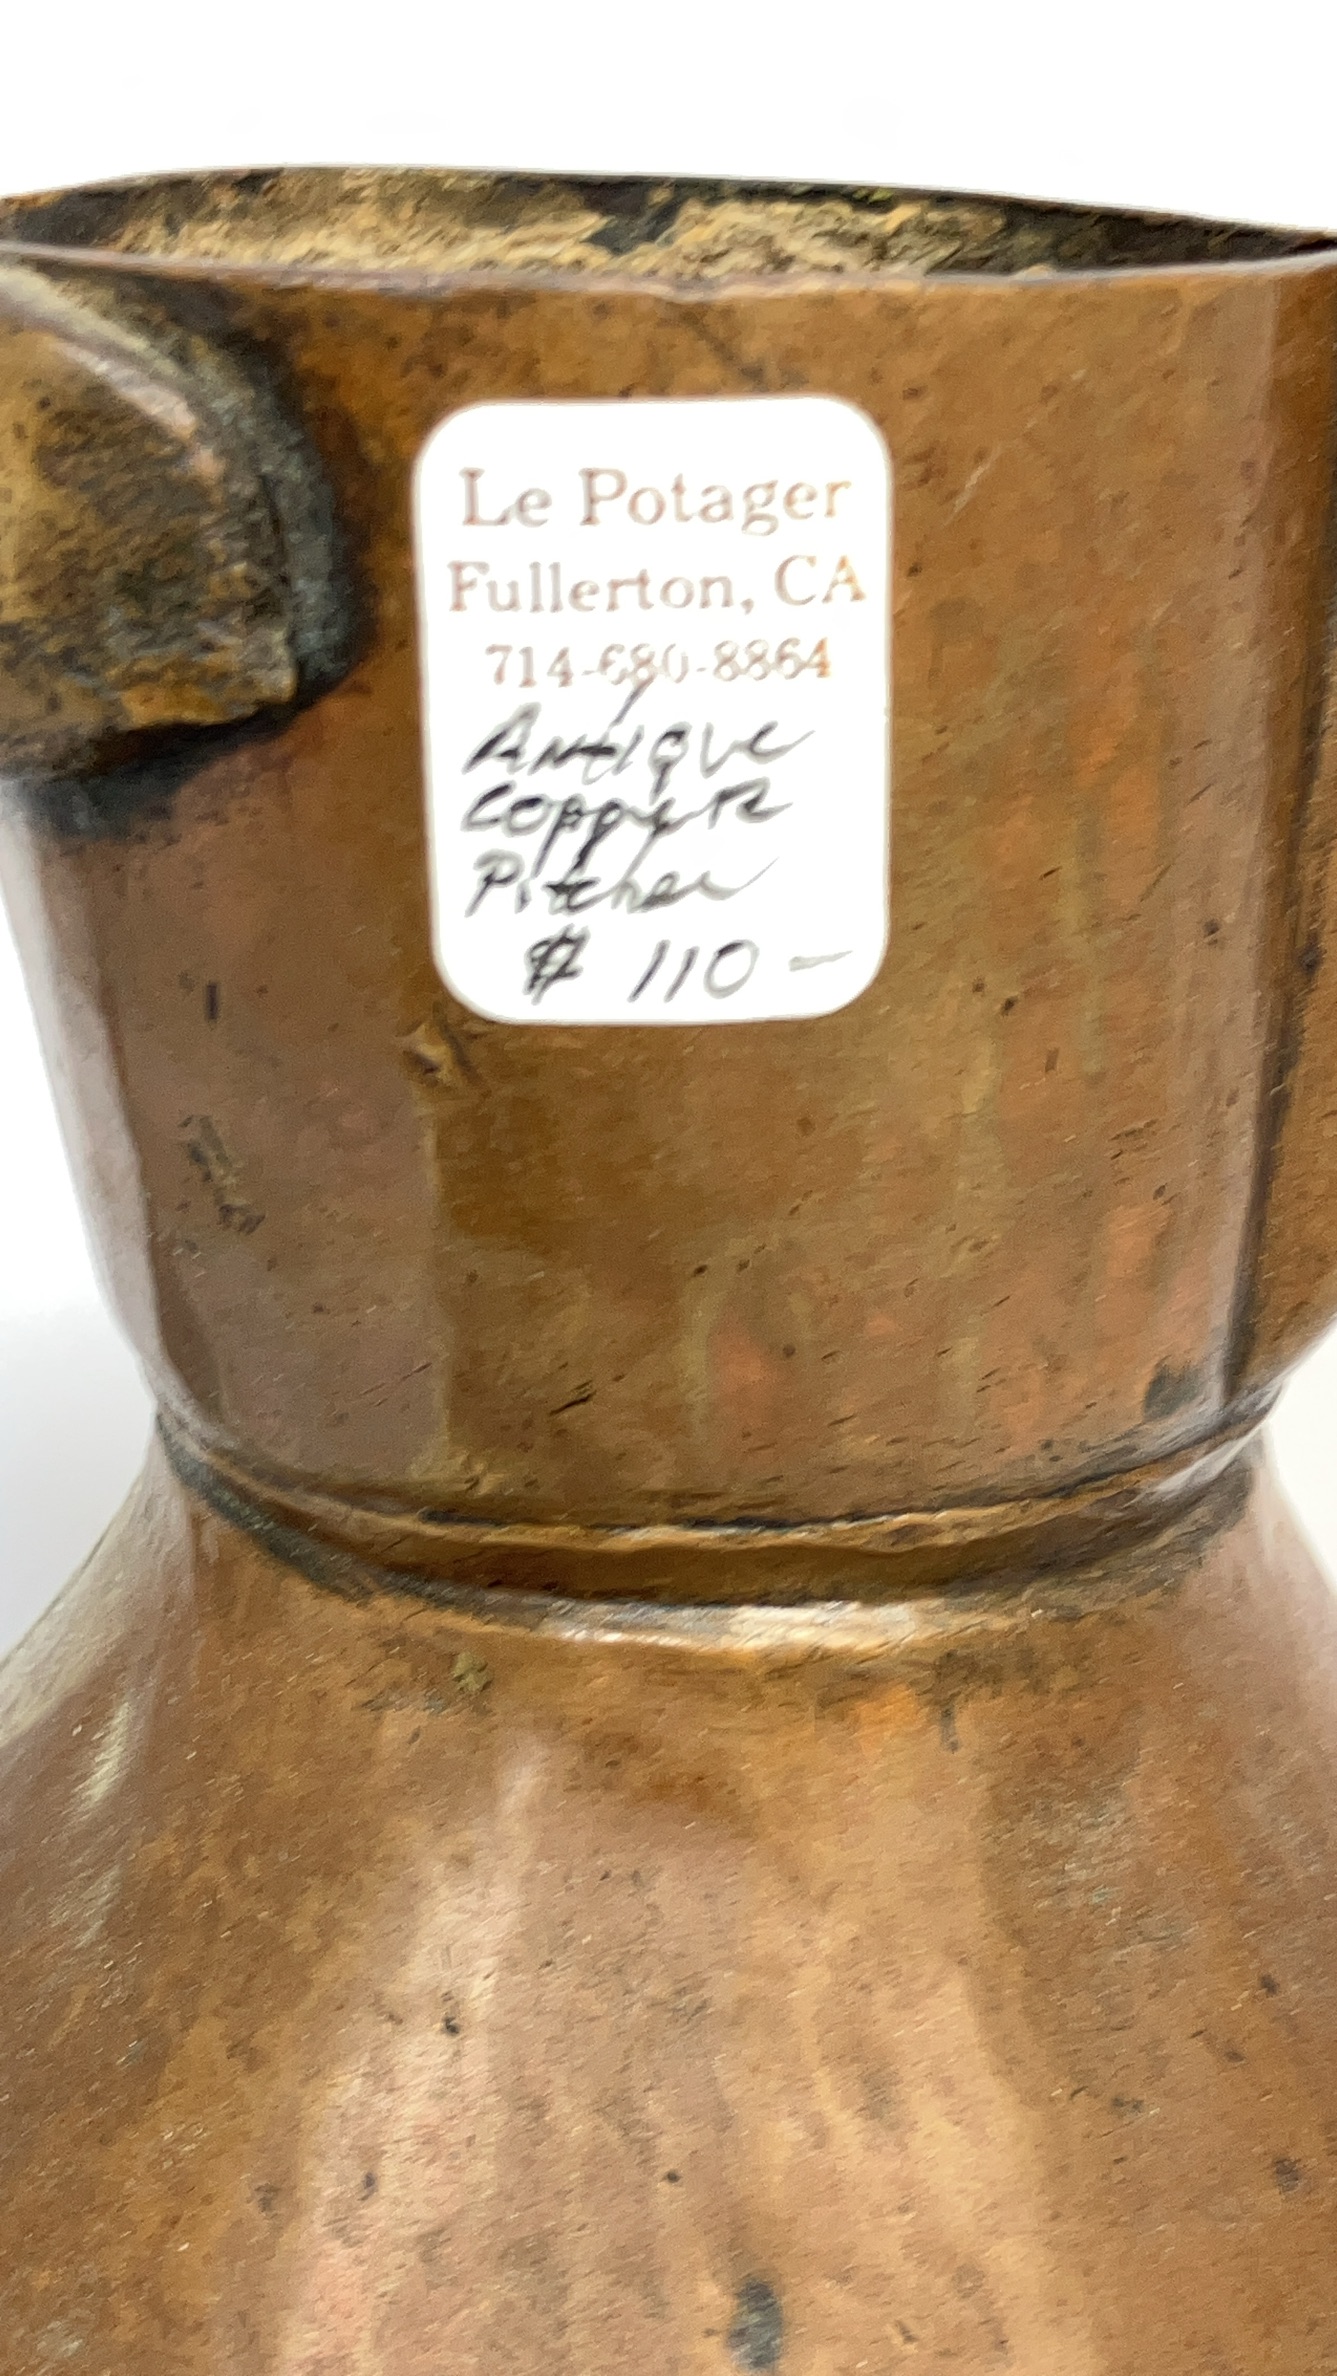 Le Potager
Fullerton, CA
714-680-8864
Antique
Copper
Pitcher
$ 110-